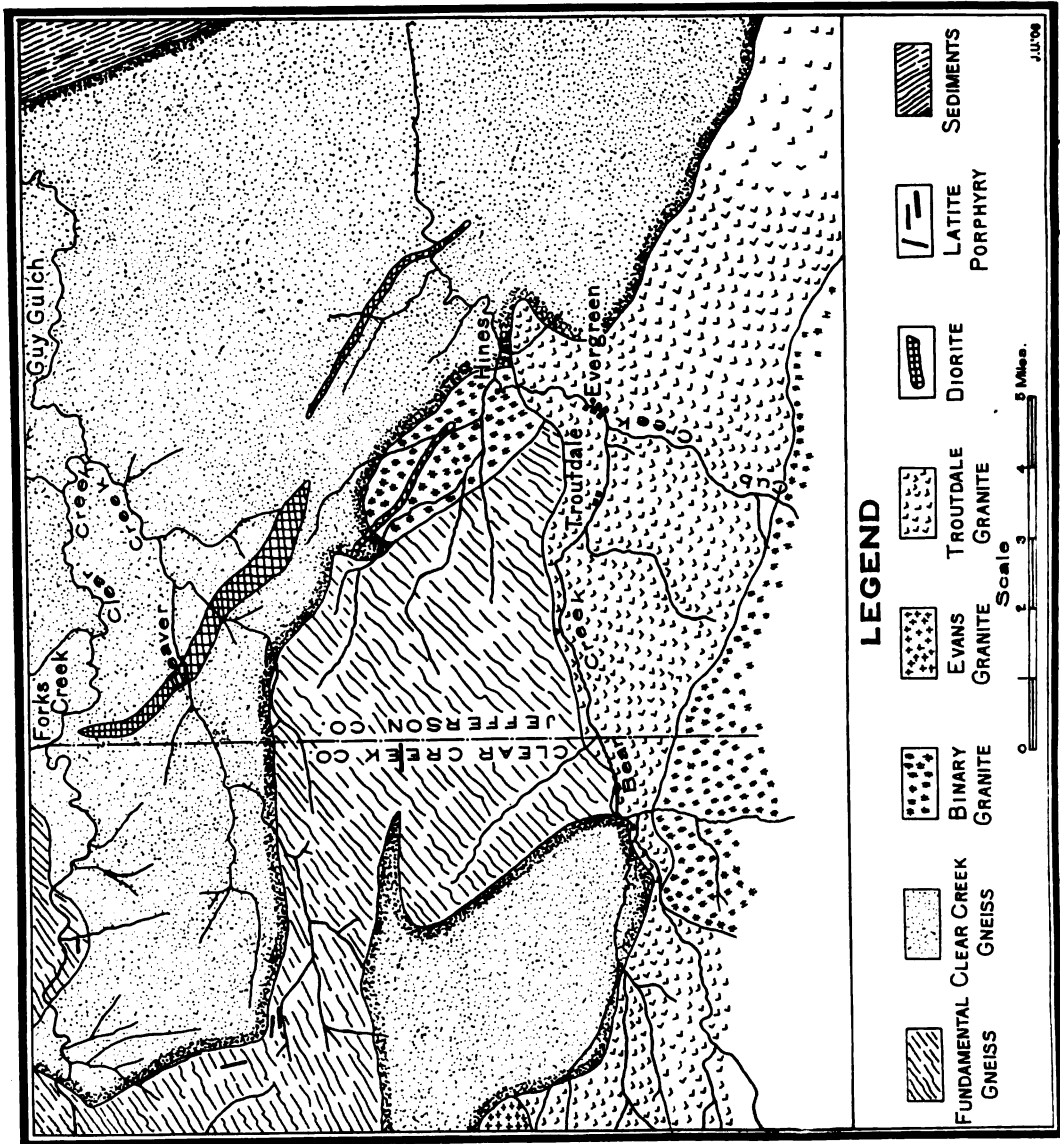 Guy Gulch
Forks
Creek
Clear Creek
Beaver Creek
Hines
Evergreen
Troutdale
Cub Creek
Bear Creek
CLEAR CREEK CO.
JEFFERSON CO.
LEGEND
FUNDAMENTAL
GNEISS
CLEAR CREEK
GNEISS
BINARY
GRANITE
EVANS
GRANITE
TROUTDALE
GRANITE
DIORITE
LATITE
PORPHYRY
SEDIMENTS
Scale
0 1 2 3 4 5 Miles.
J.U.'06